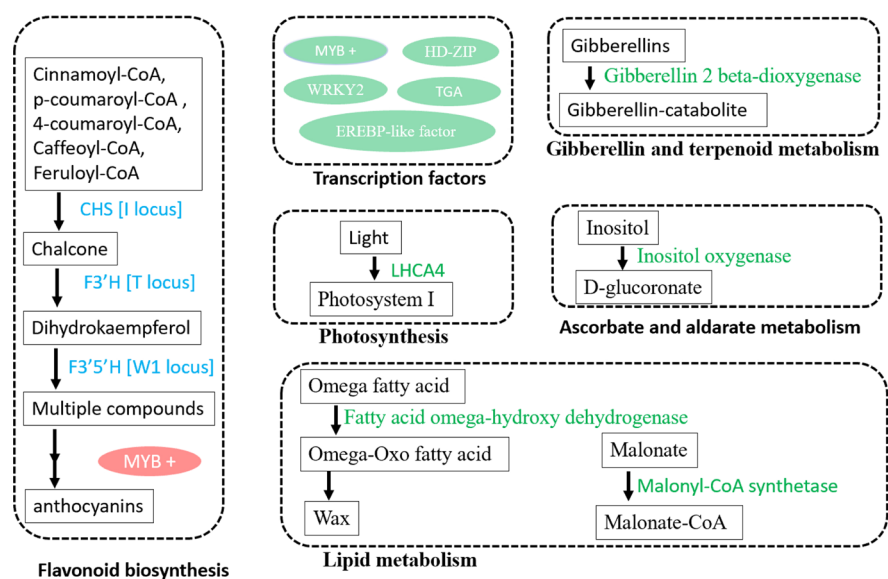 Cinnamoyl-CoA,
p-coumaroyl-CoA ,
4-coumaroyl-CoA,
Caffeoyl-CoA,
Feruloyl-CoA
CHS [I locus]
Chalcone
F3’H [T locus]
Dihydrokaempferol
F3’5’H [W1 locus]
Multiple compounds
MYB +
anthocyanins
Flavonoid biosynthesis
MYB +
HD-ZIP
WRKY2
TGA
EREBP-like factor
Transcription factors
Gibberellins
Gibberellin 2 beta-dioxygenase
Gibberellin-catabolite
Gibberellin and terpenoid metabolism
Light
LHCA4
Photosystem I
Photosynthesis
Inositol
Inositol oxygenase
D-glucoronate
Ascorbate and aldarate metabolism
Omega fatty acid
Fatty acid omega-hydroxy dehydrogenase
Omega-Oxo fatty acid
Wax
Malonate
Malonyl-CoA synthetase
Malonate-CoA
Lipid metabolism